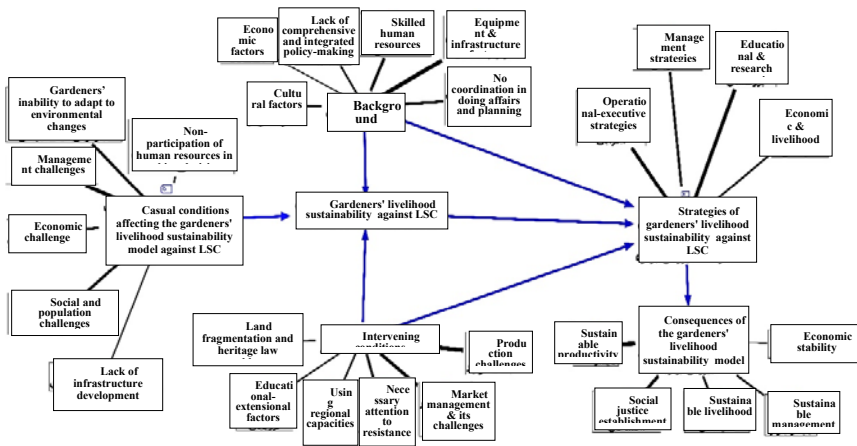 Econo
mic factors
Lack of
comprehensive
and integrated
policy-making
Skilled
human
resources
Equipme
nt &
infrastructure
Cultu
ral factors
Backgro
und
No
coordination in
doing affairs
and planning
Manage
ment
strategies
Educatio
nal &
research
Operatio
nal-executive
strategies
Economi
c &
livelihood
Gardeners'
inability to adapt to
environmental
changes
Non-
participation of
human resources in
Manageme
nt challenges
Economic
challenge
Social and
population
challenges
Lack of
infrastructure
development
Casual conditions
affecting the gardeners'
livelihood sustainability
model against LSC
Gardeners' livelihood
sustainability against LSC
Strategies of
gardeners' livelihood
sustainability against
LSC
Land
fragmentation and
heritage law
Intervening
conditions
Produ
ction
challenges
Educati
onal-extensional
factors
Usin
g regional
capacities
Nece
ssary
attention to
resistance
Market
management & its
challenges
Consequences of
the gardeners'
livelihood
sustainability model
Sustain
able
productivity
Economic
stability
Social
justice
establishment
Sustaina
ble livelihood
Sustaina
ble
management